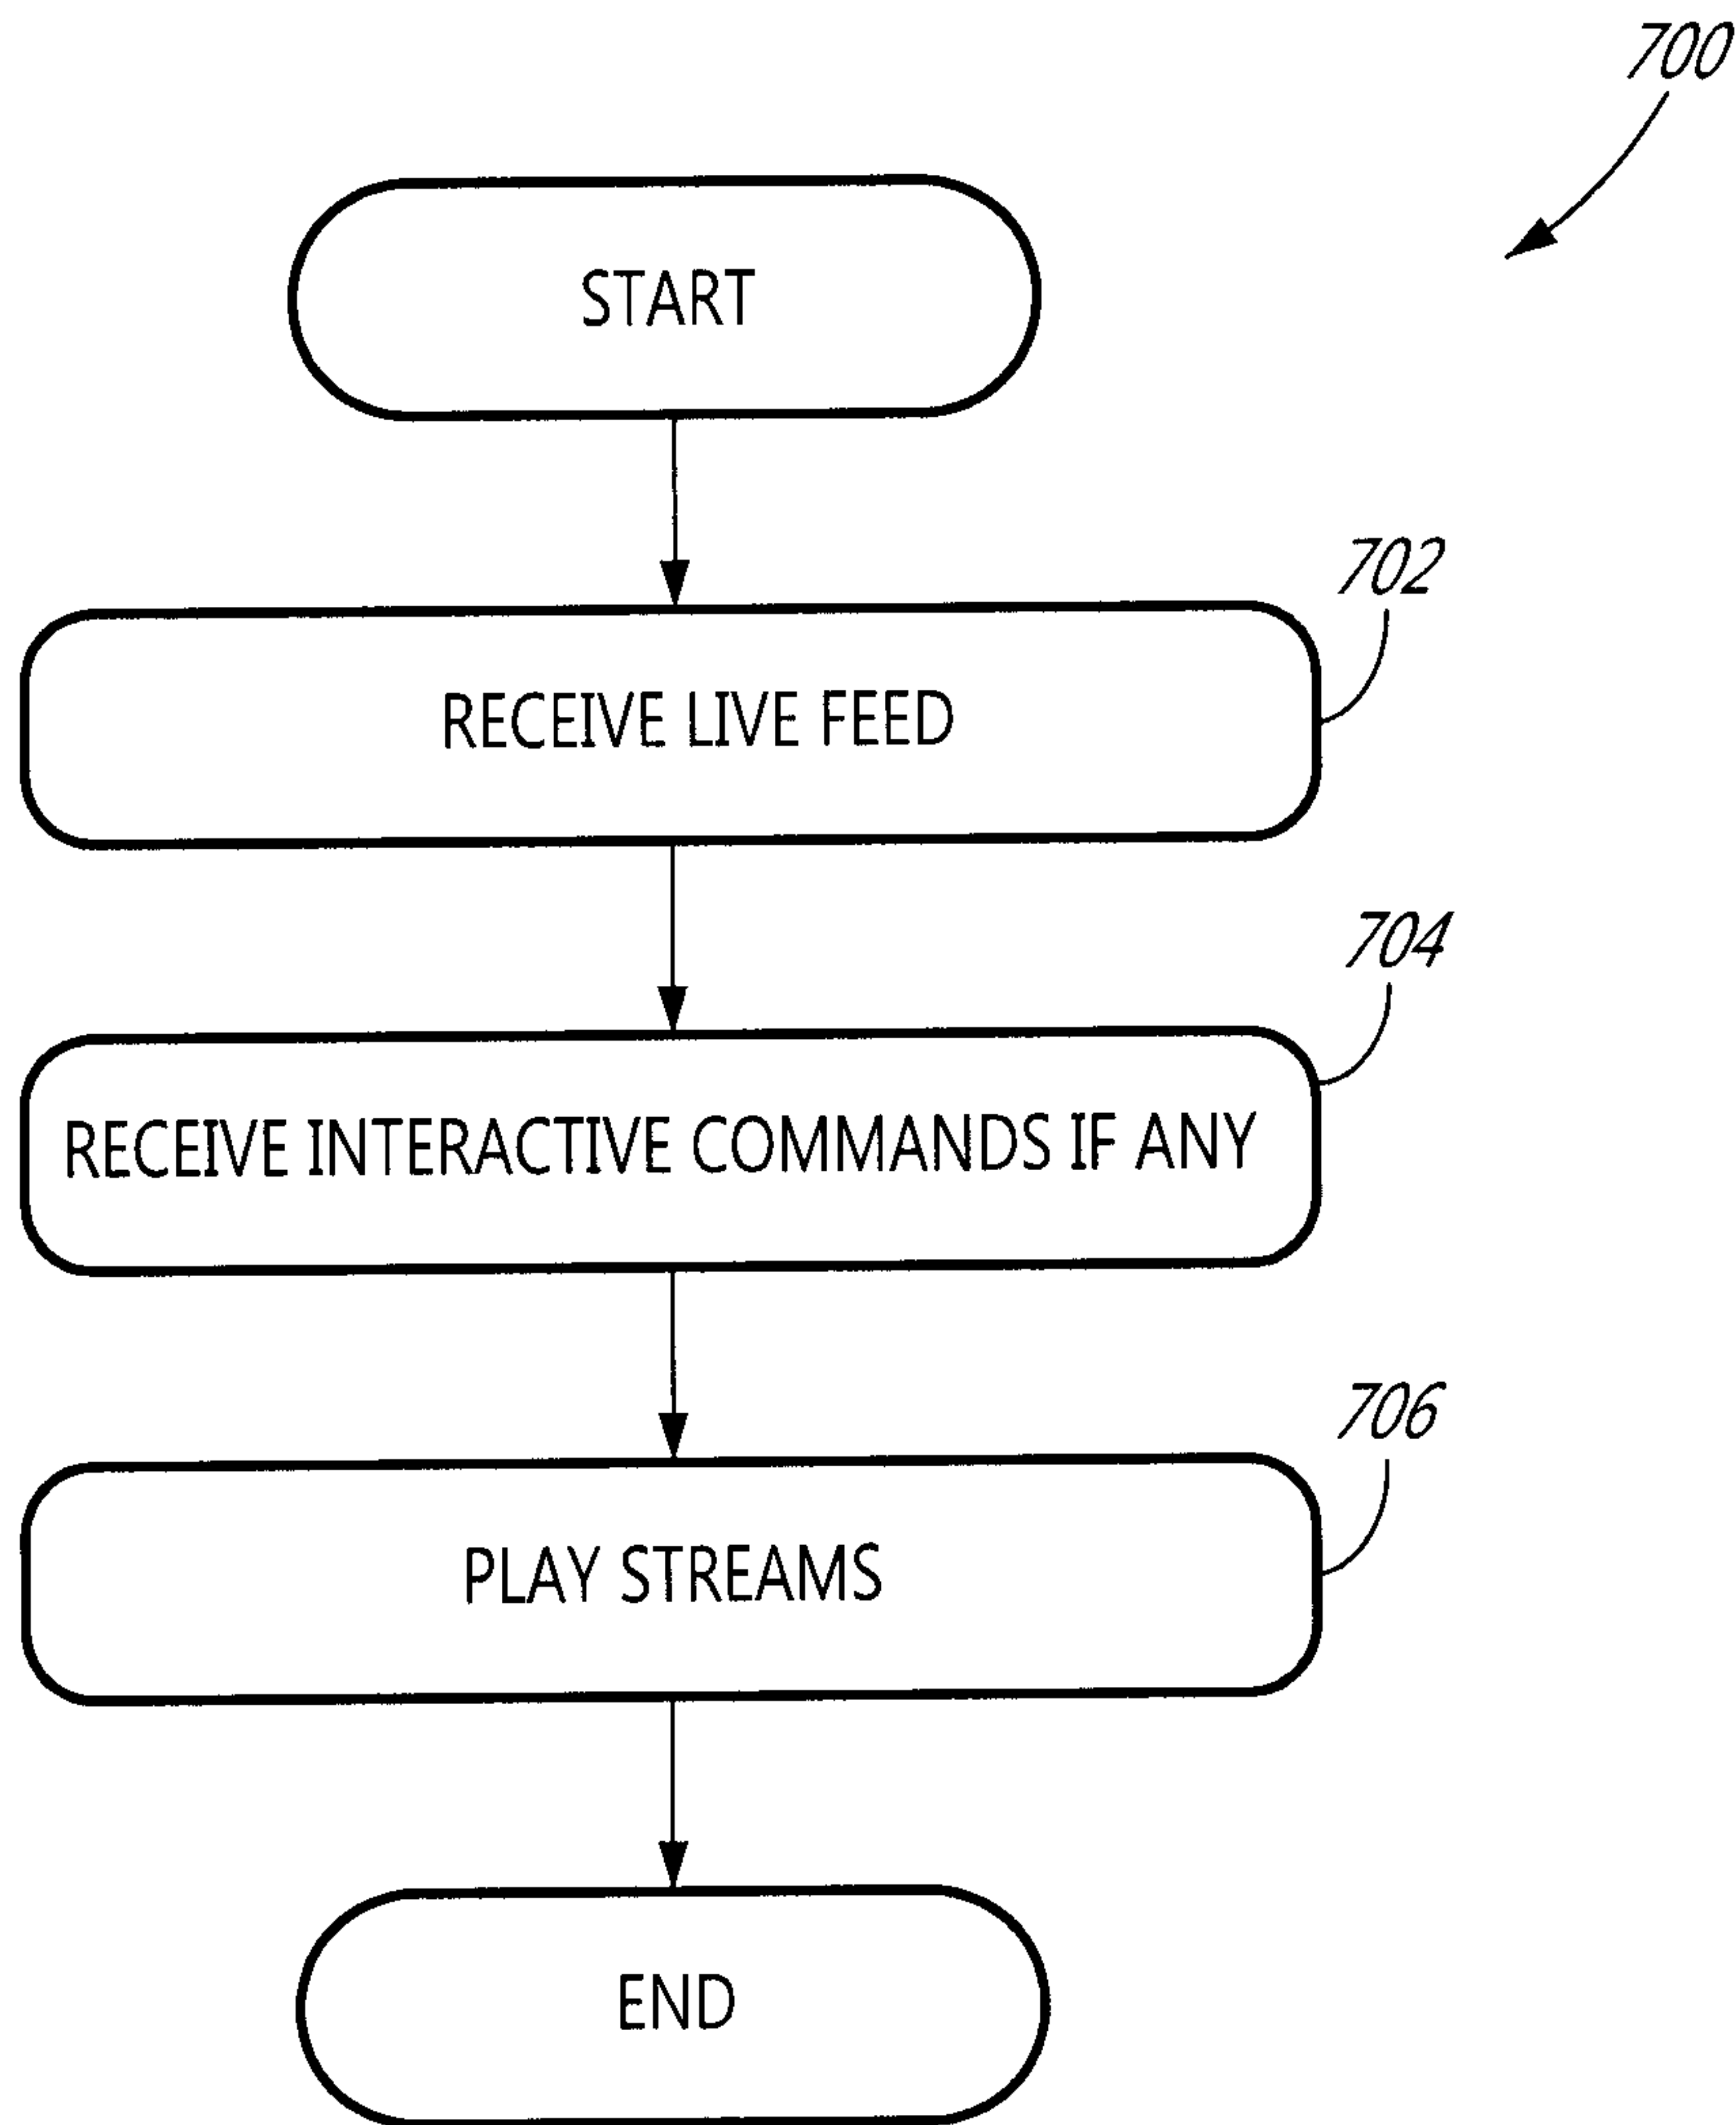 700
START
702
RECEIVE LIVE FEED
704
RECEIVE INTERACTIVE COMMANDS IF ANY
706
PLAY STREAMS
END